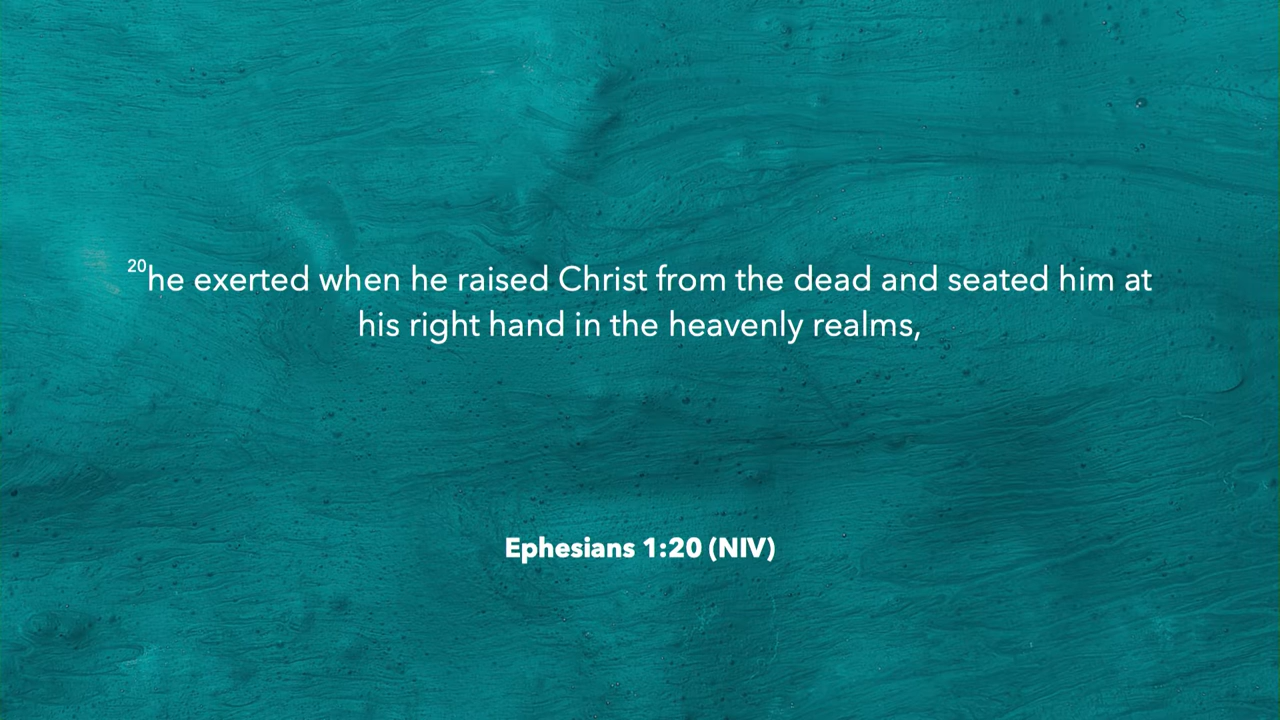 20he exerted when he raised Christ from the dead and seated him at
his right hand in the heavenly realms,
Ephesians 1:20 (NIV)